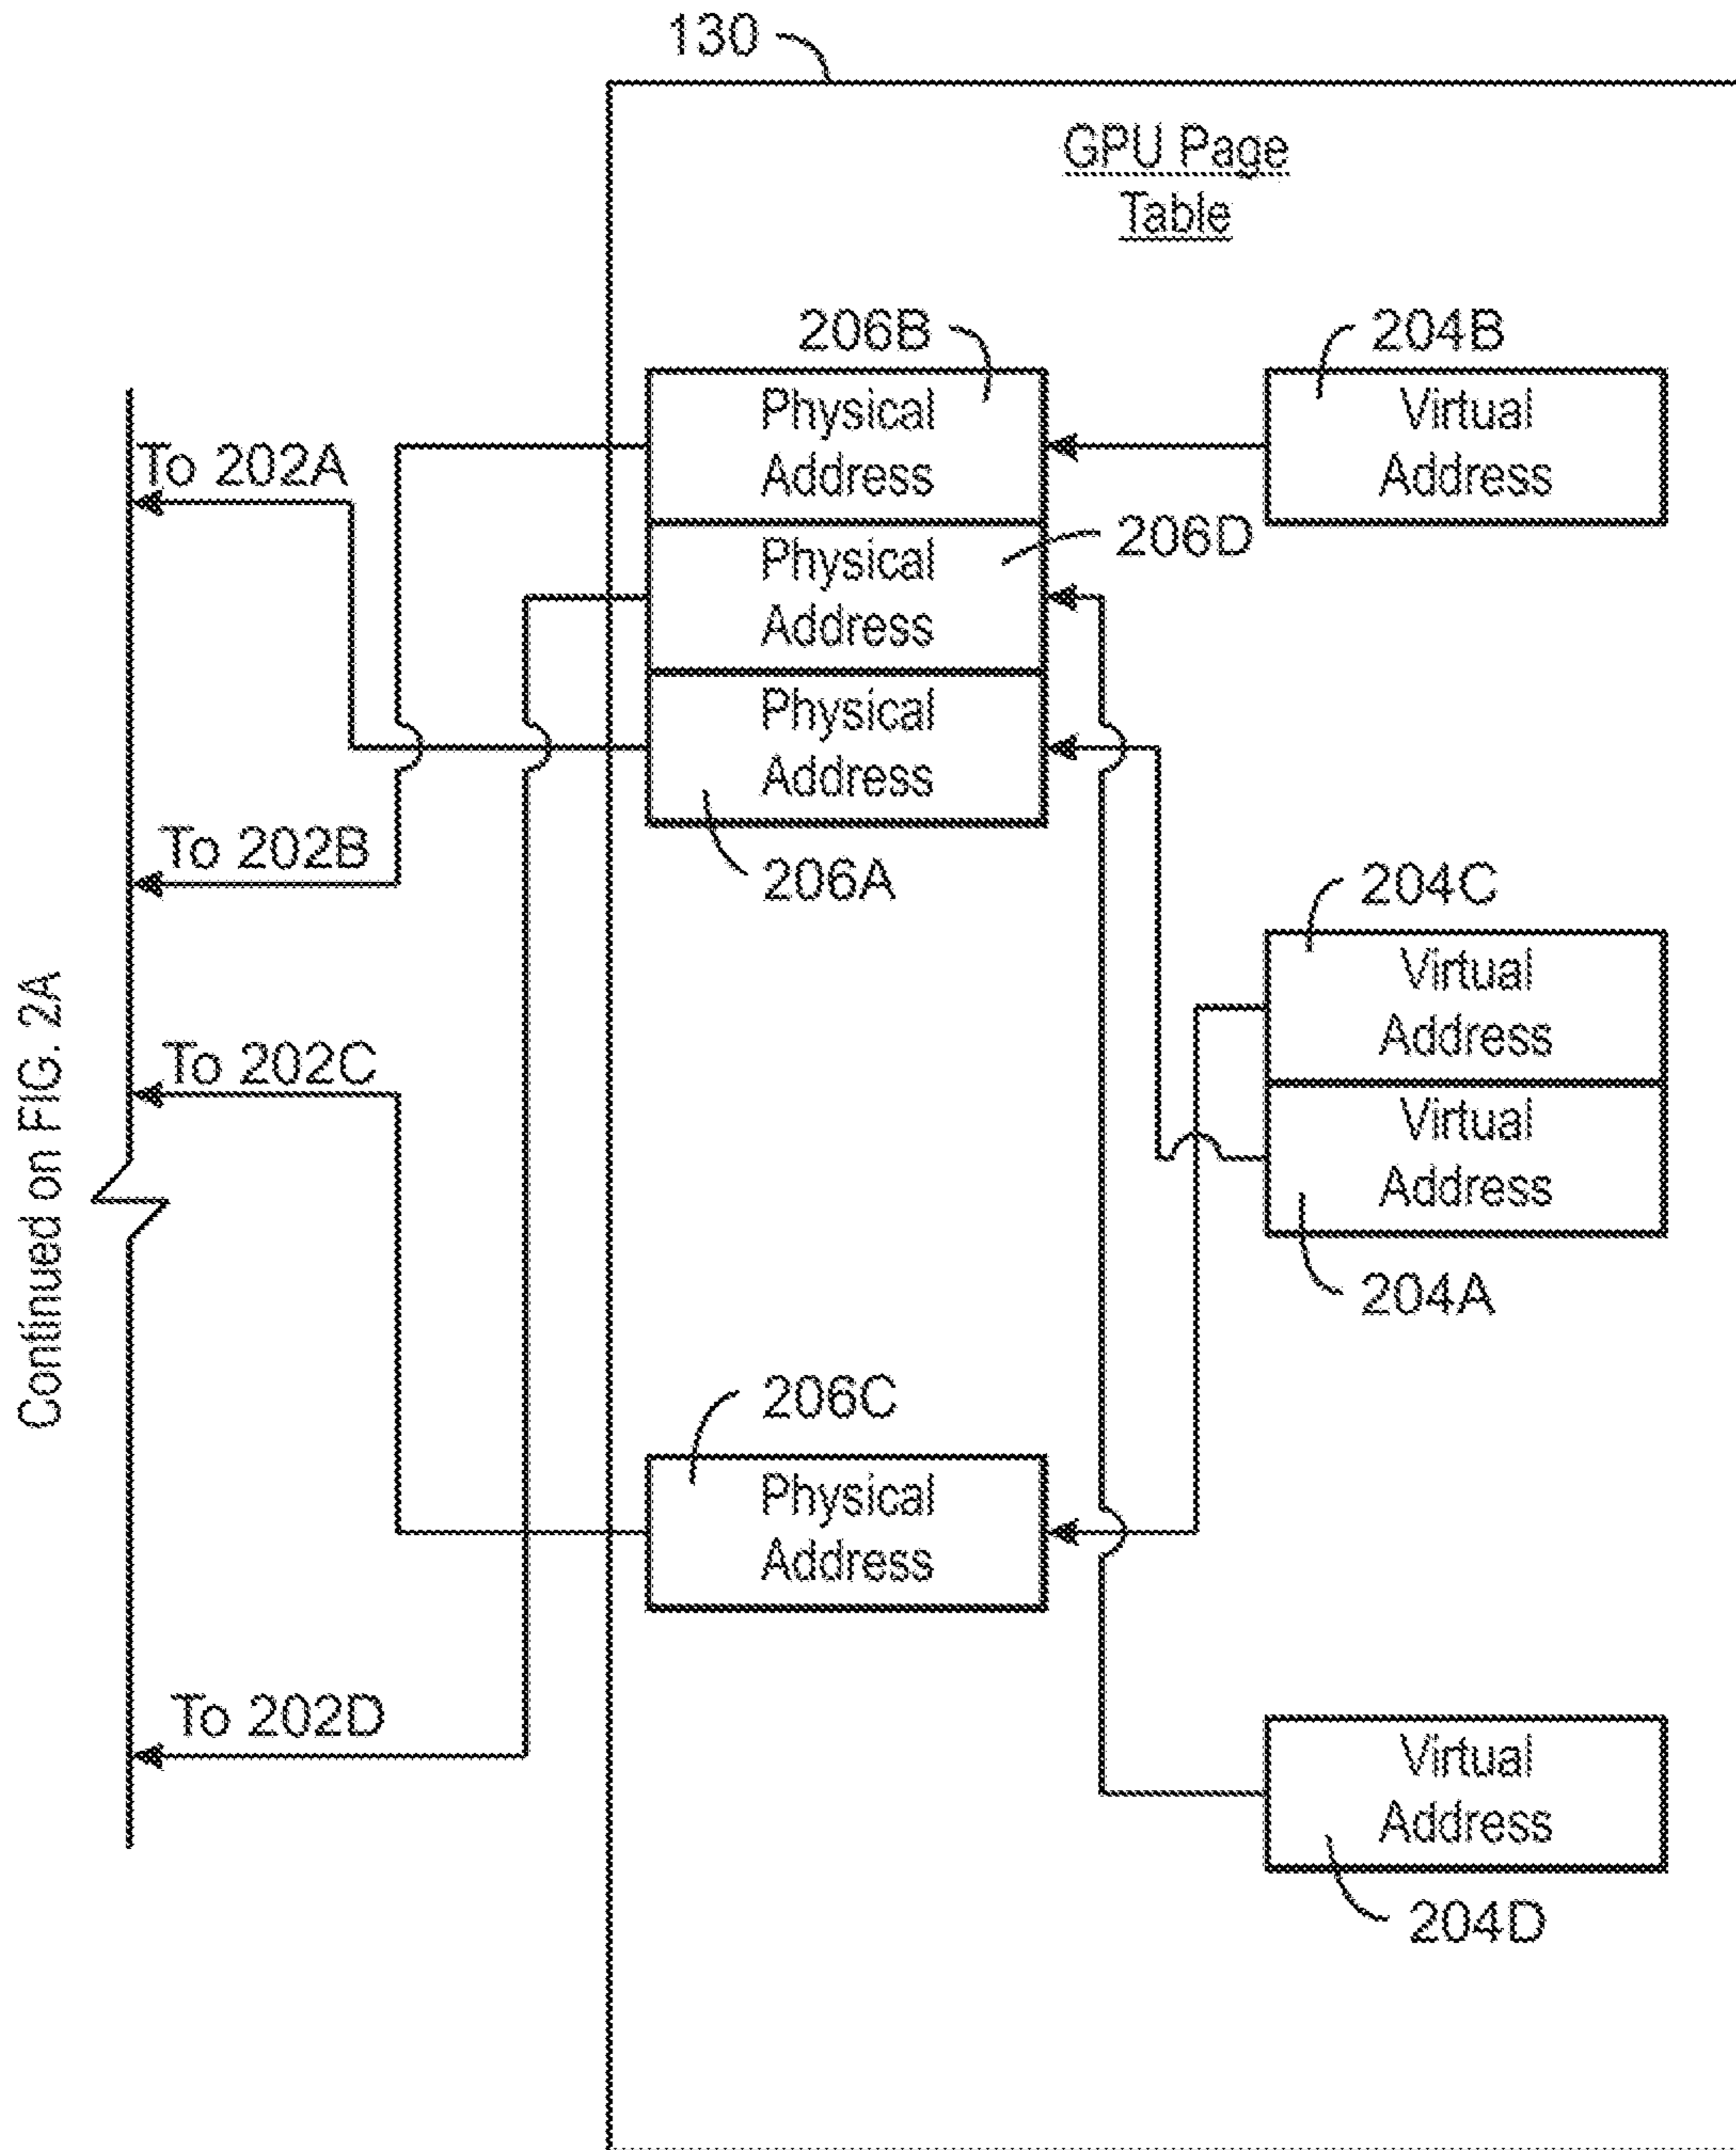 130
GPU Page
Table
206B
204B
Physical
Address
Virtual
Address
To 202A
206D
Physical
Address
Physical
Address
To 202B
206A
204C
Virtual
Address
Continued on FIG. 2A
To 202C
Virtual
Address
204A
206C
Physical
Address
To 202D
Virtual
Address
204D